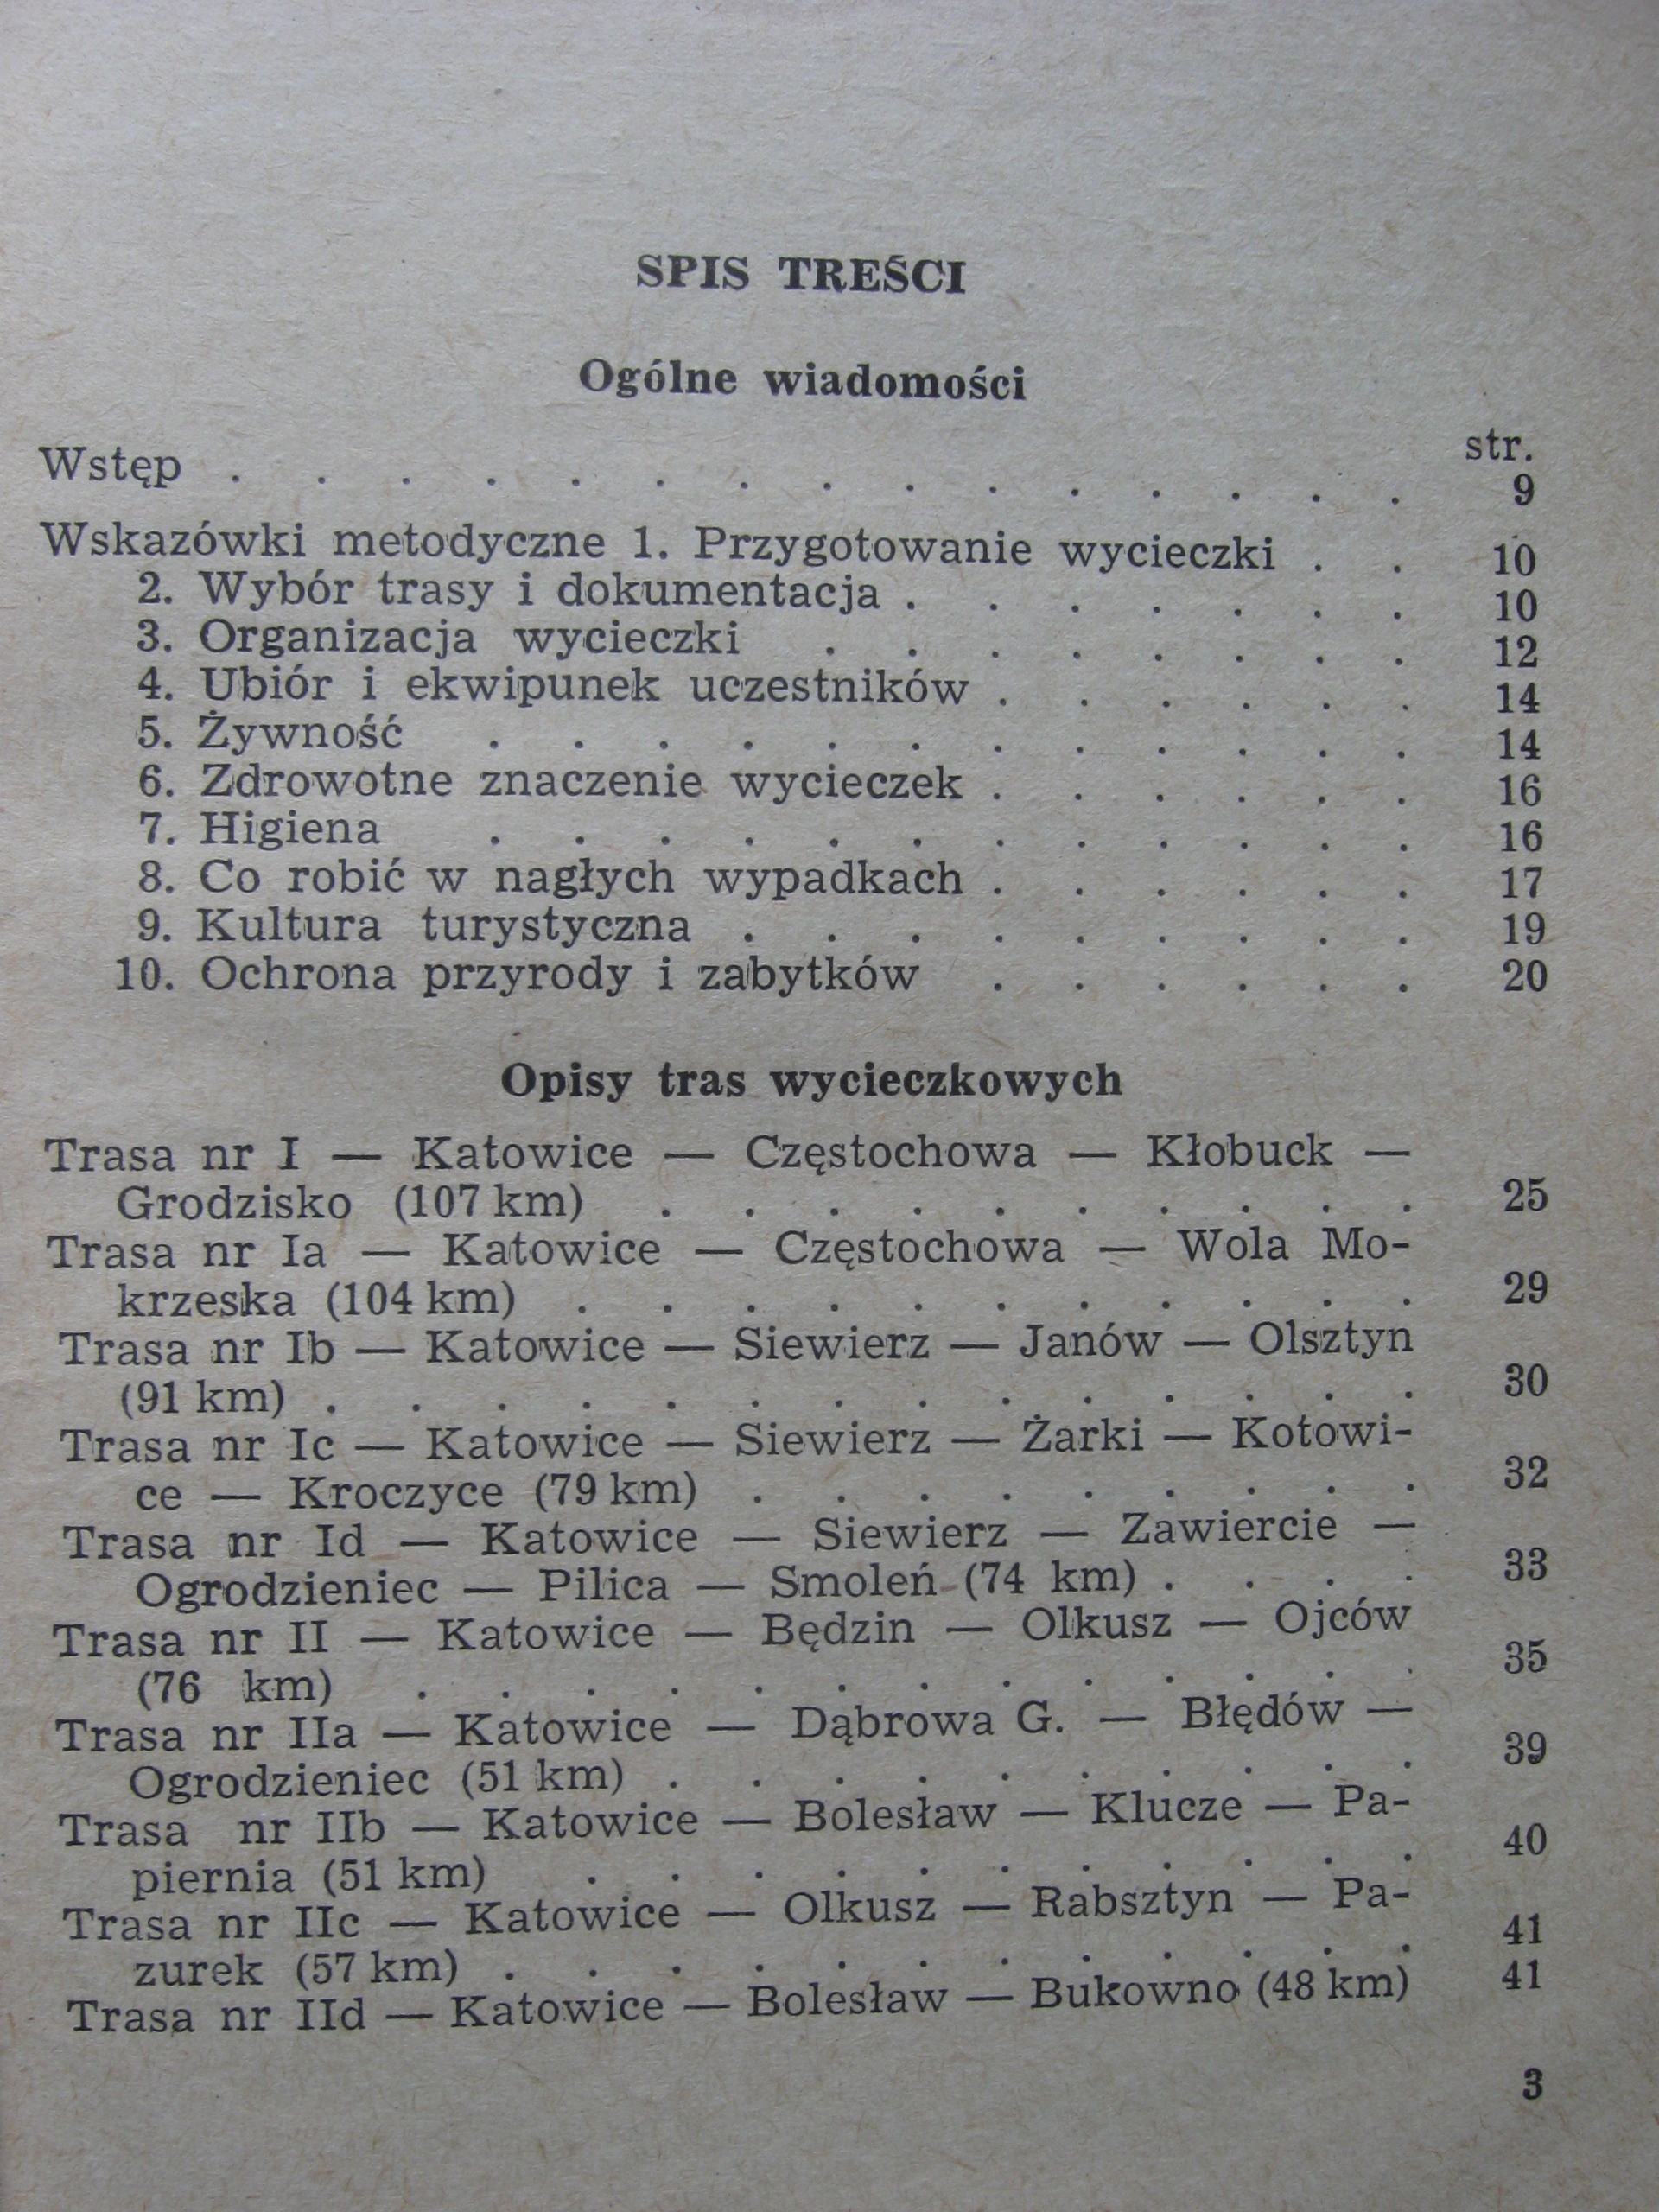 SPIS TREŚCI
Ogólne wiadomości
str.
Wstęp . . . . . . . . . . . . . . . 9
Wskazówki metodyczne 1. Przygotowanie wycieczki . . 10
2. Wybór trasy i dokumentacja . . . . . . . 10
3. Organizacja wycieczki . . . . . . . . 12
4. Ubiór i ekwipunek uczestników . . . . . . 14
5. Żywność . . . . . . . . . . . . 14
6. Zdrowotne znaczenie wycieczek . . . . . . 16
7. Higiena . . . . . . . . . . . . 16
8. Co robić w nagłych wypadkach . . . . . . 17
9. Kultura turystyczna . . . . . . . . . 19
10. Ochrona przyrody i zabytków . . . . . . 20
Opisy tras wycieczkowych
Trasa nr I — Katowice — Częstochowa — Kłobuck —
Grodzisko (107 km) . . . . . . . . . . 25
Trasa nr Ia — Katowice — Częstochowa — Wola Mo-
krzeska (104 km) . . . . . . . . . . . 29
Trasa nr Ib — Katowice — Siewierz — Janów — Olsztyn
(91 km) . . . . . . . . . . . . . . 30
Trasa nr Ic — Katowice — Siewierz — Żarki — Kotowi-
ce — Kroczyce (79 km) . . . . . . . . . 32
Trasa nr Id — Katowice — Siewierz — Zawiercie —
Ogrodzieniec — Pilica — Smoleń (74 km) . . . . 33
Trasa nr II — Katowice — Będzin — Olkusz — Ojców
(76 km) . . . . . . . . . . . . . 35
Trasa nr IIa — Katowice — Dąbrowa G. — Błędów —
Ogrodzieniec (51 km) . . . . . . . . . . 39
Trasa nr IIb — Katowice — Bolesław — Klucze — Pa-
piernia (51 km) . . . . . . . . . . . 40
Trasa nr IIc — Katowice — Olkusz — Rabsztyn — Pa-
zurek (57 km) . . . . . . . . . . . . 41
Trasa nr IId — Katowice — Bolesław — Bukowno (48 km) 41
3